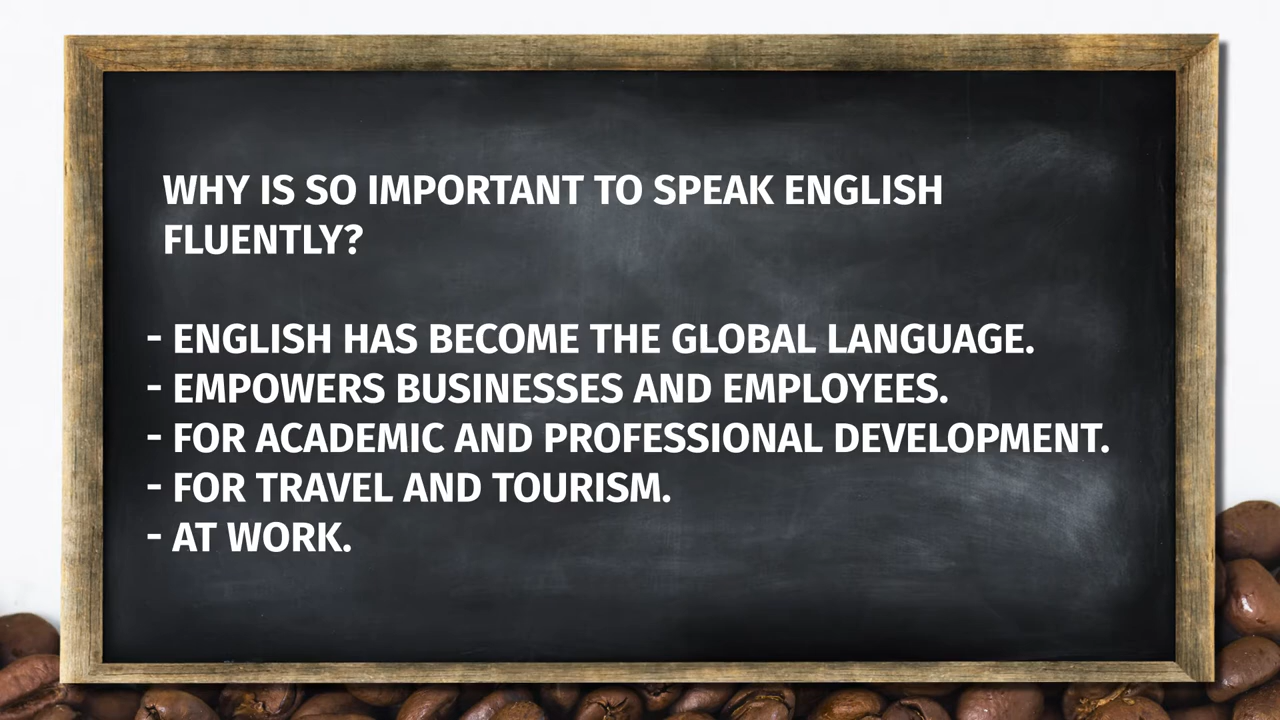 WHY IS SO IMPORTANT TO SPEAK ENGLISH
FLUENTLY?
- ENGLISH HAS BECOME THE GLOBAL LANGUAGE.
- EMPOWERS BUSINESSES AND EMPLOYEES.
- FOR ACADEMIC AND PROFESSIONAL DEVELOPMENT.
- FOR TRAVEL AND TOURISM.
- AT WORK.